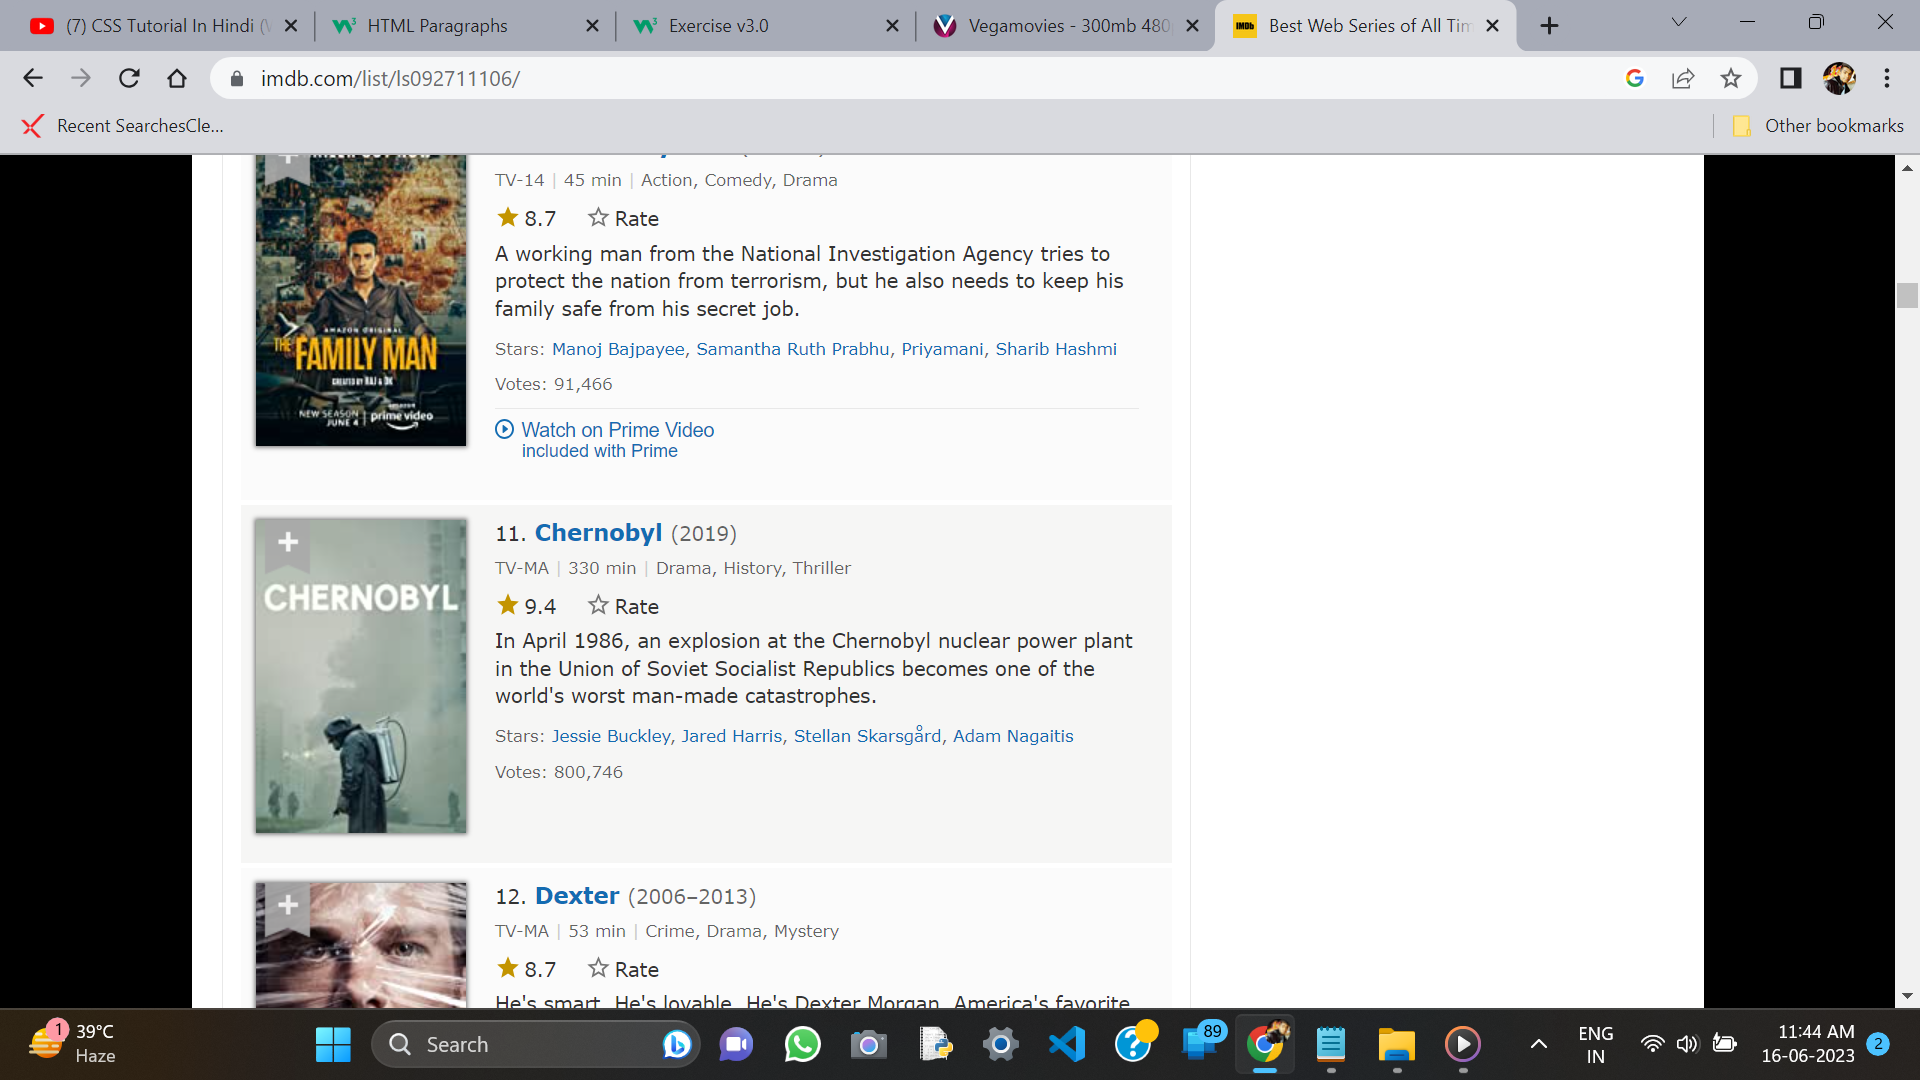 (7) CSS Tutorial In Hindi (
HTML Paragraphs
Exercise v3.0
Vegamovies - 300mb 480
IMDb
Best Web Series of All Tim
imdb.com/list/ls092711106/
Recent SearchesCle...
Other bookmarks
TV-14 | 45 min | Action, Comedy, Drama
8.7 Rate
A working man from the National Investigation Agency tries to
protect the nation from terrorism, but he also needs to keep his
family safe from his secret job.
Stars: Manoj Bajpayee, Samantha Ruth Prabhu, Priyamani, Sharib Hashmi
Votes: 91,466
Watch on Prime Video
included with Prime
AMAZON ORIGINAL
THE FAMILY MAN
CREATED BY RAJ & DK
NEW SEASON
JUNE 4
prime video
11. Chernobyl (2019)
TV-MA | 330 min | Drama, History, Thriller
9.4 Rate
In April 1986, an explosion at the Chernobyl nuclear power plant
in the Union of Soviet Socialist Republics becomes one of the
world's worst man-made catastrophes.
Stars: Jessie Buckley, Jared Harris, Stellan Skarsgård, Adam Nagaitis
Votes: 800,746
CHERNOBYL
12. Dexter (2006–2013)
TV-MA | 53 min | Crime, Drama, Mystery
8.7 Rate
He's smart. He's lovable. He's Dexter Morgan, America's favorite
1
39°C
Haze
Search
89
ENG
IN
11:44 AM
16-06-2023
2